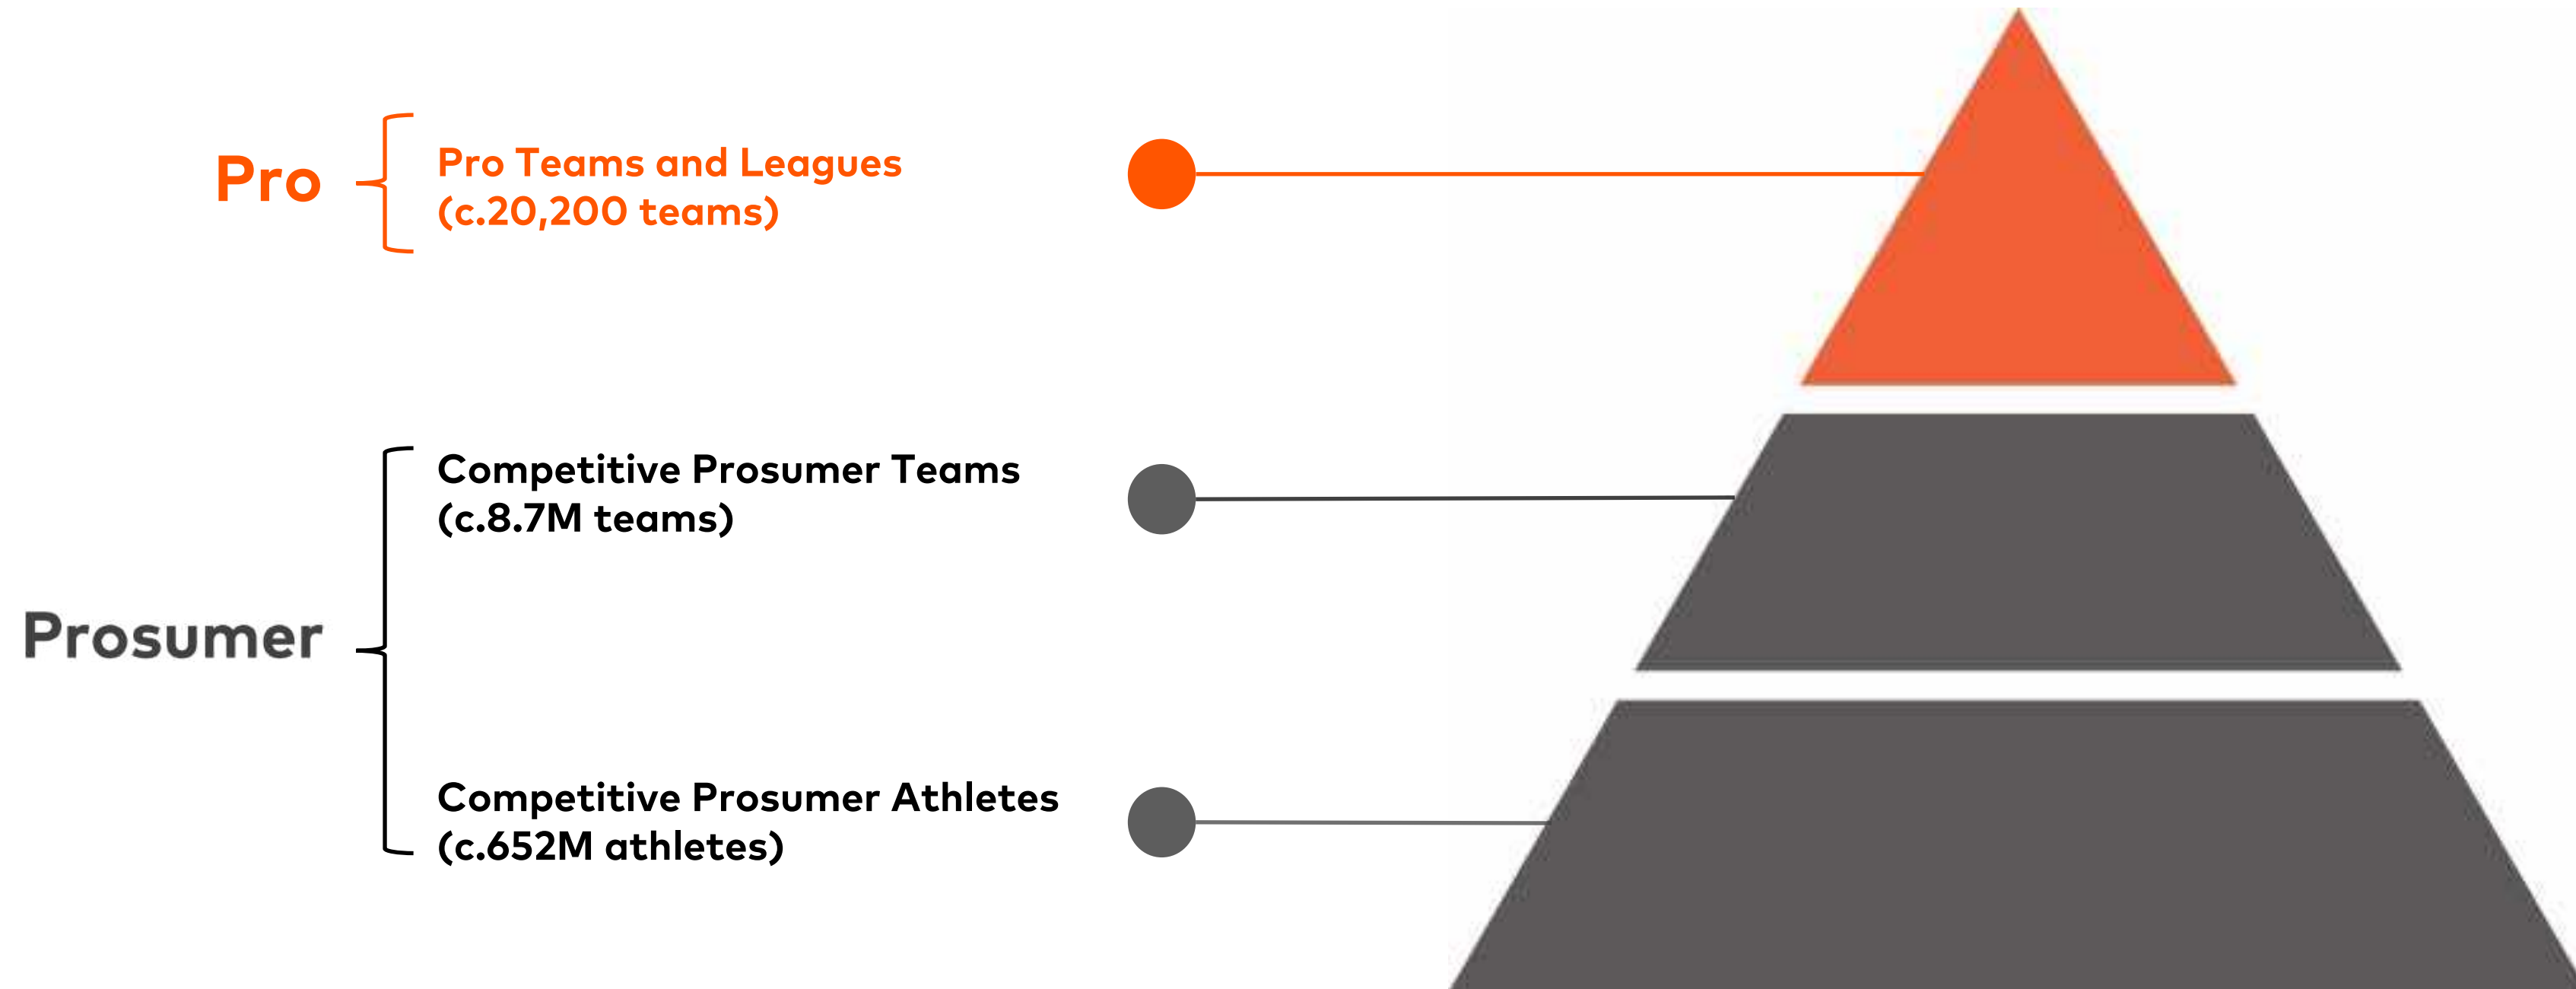 Pro
Pro Teams and Leagues
(c.20,200 teams)
Prosumer
Competitive Prosumer Teams
(c.8.7M teams)
Competitive Prosumer Athletes
(c.652M athletes)